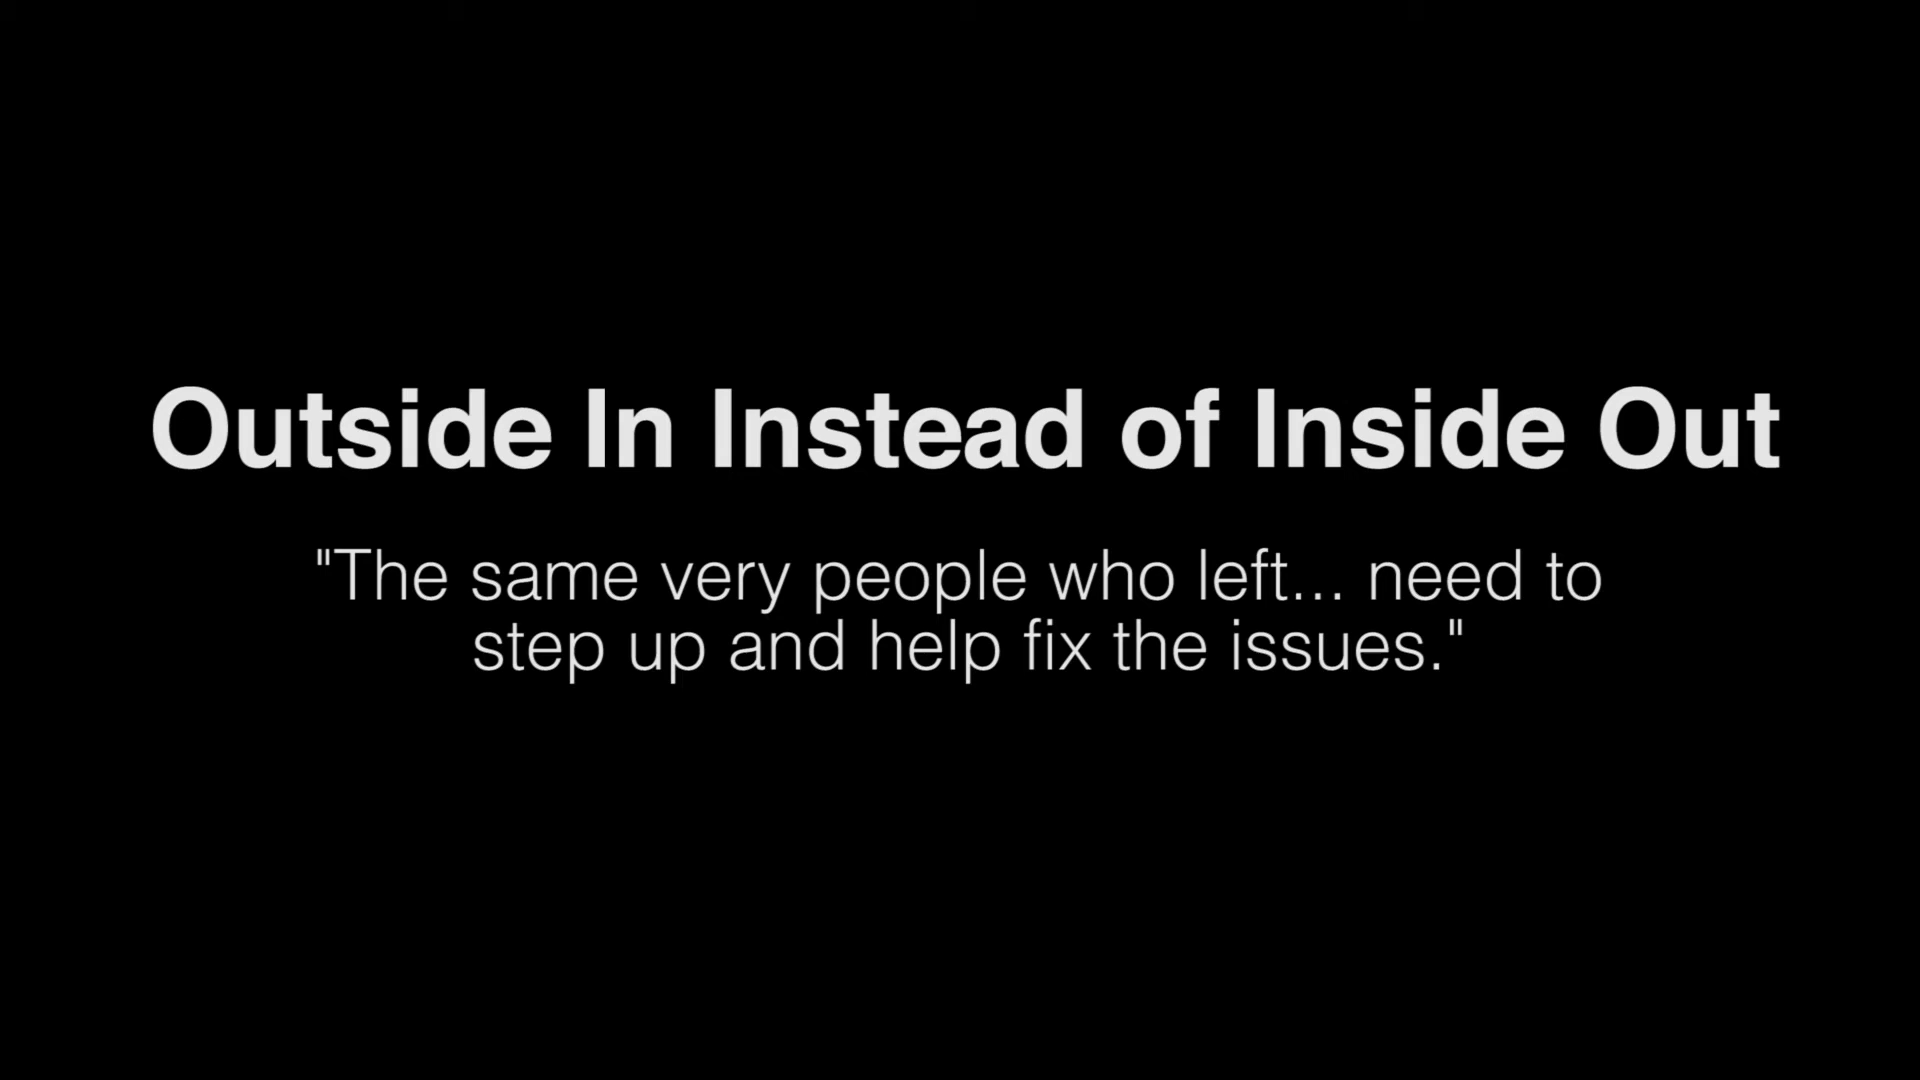 Outside In Instead of Inside Out
"The same very people who left... need to
step up and help fix the issues."